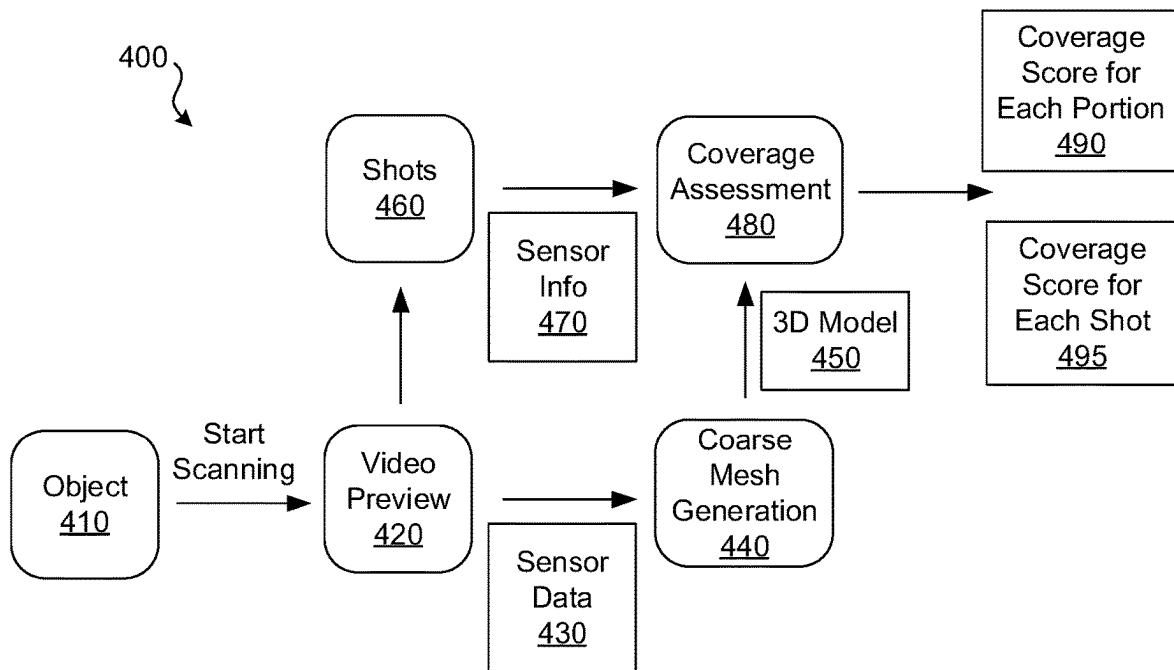 400
Shots
460
Sensor
Info
470
Coverage
Assessment
480
Coverage
Score for
Each Portion
490
Coverage
Score for
Each Shot
495
3D Model
450
Object
410
Start
Scanning
Video
Preview
420
Sensor
Data
430
Coarse
Mesh
Generation
440